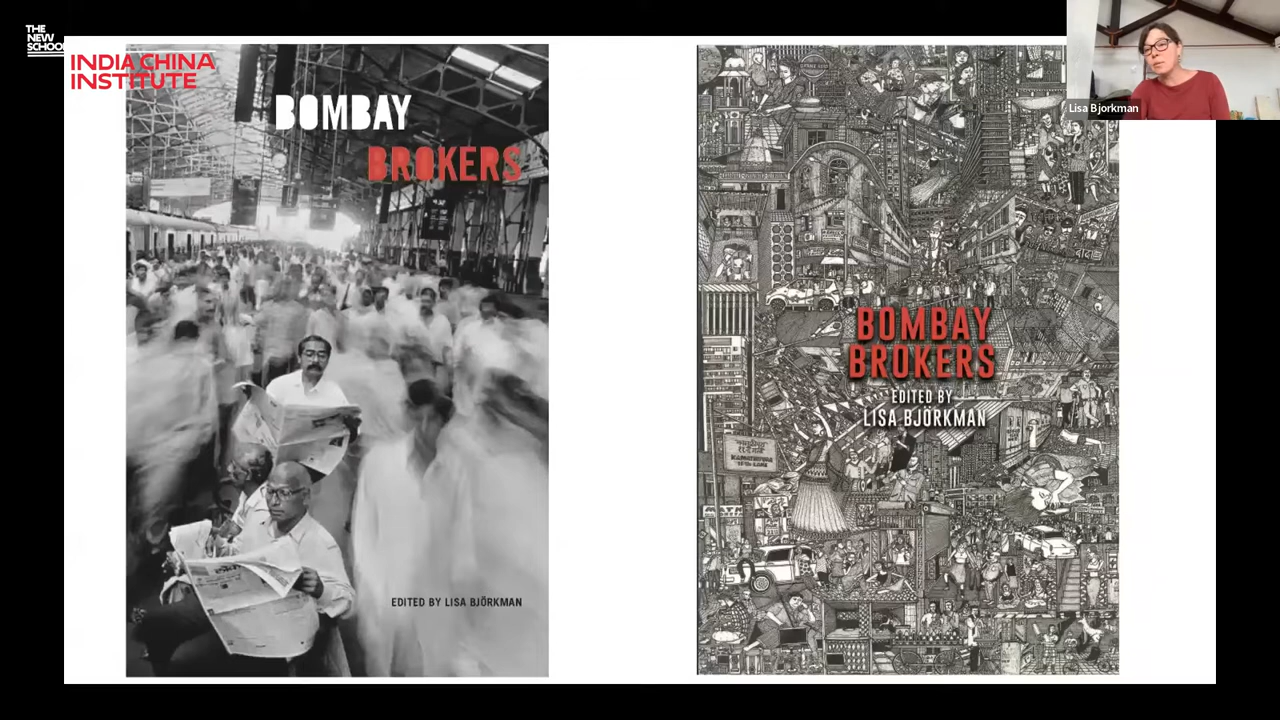 THE
NEW
SCHOOL
INDIA CHINA
INSTITUTE
BOMBAY
BROKERS
EDITED BY LISA BJÖRKMAN
BOMBAY
BROKERS
EDITED BY
LISA BJÖRKMAN
Lisa Bjorkman